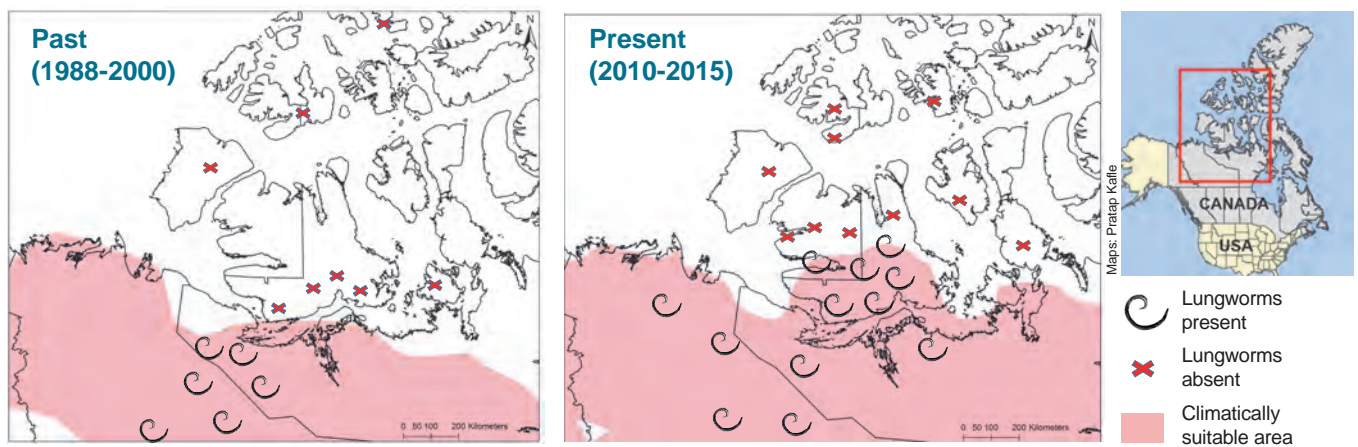 Past
(1988-2000)
N
0 50 100 200 Kilometers
Present
(2010-2015)
N
0 50 100 200 Kilometers
Maps: Pratap Kafle
CANADA
USA
Lungworms
present
Lungworms
absent
Climatically
suitable area